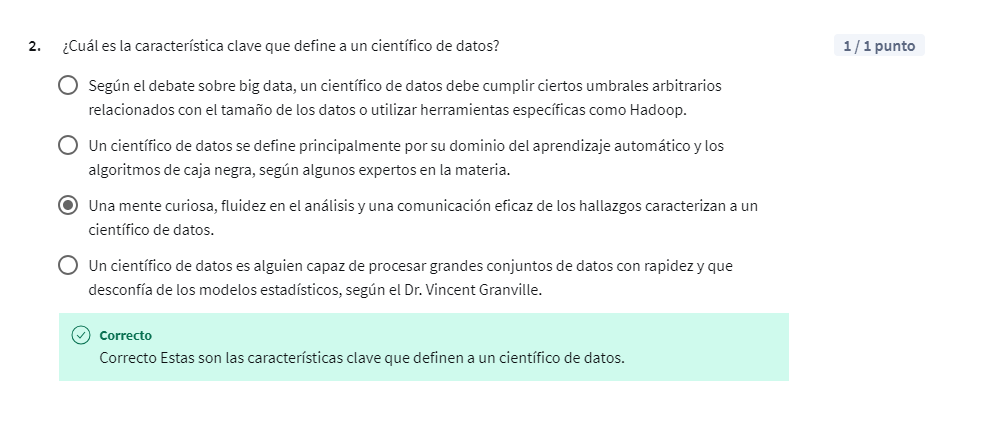 2. ¿Cuál es la característica clave que define a un científico de datos?
1 / 1 punto
Según el debate sobre big data, un científico de datos debe cumplir ciertos umbrales arbitrarios
relacionados con el tamaño de los datos o utilizar herramientas específicas como Hadoop.
Un científico de datos se define principalmente por su dominio del aprendizaje automático y los
algoritmos de caja negra, según algunos expertos en la materia.
Una mente curiosa, fluidez en el análisis y una comunicación eficaz de los hallazgos caracterizan a un
científico de datos.
Un científico de datos es alguien capaz de procesar grandes conjuntos de datos con rapidez y que
desconfía de los modelos estadísticos, según el Dr. Vincent Granville.
Correcto
Correcto Estas son las características clave que definen a un científico de datos.